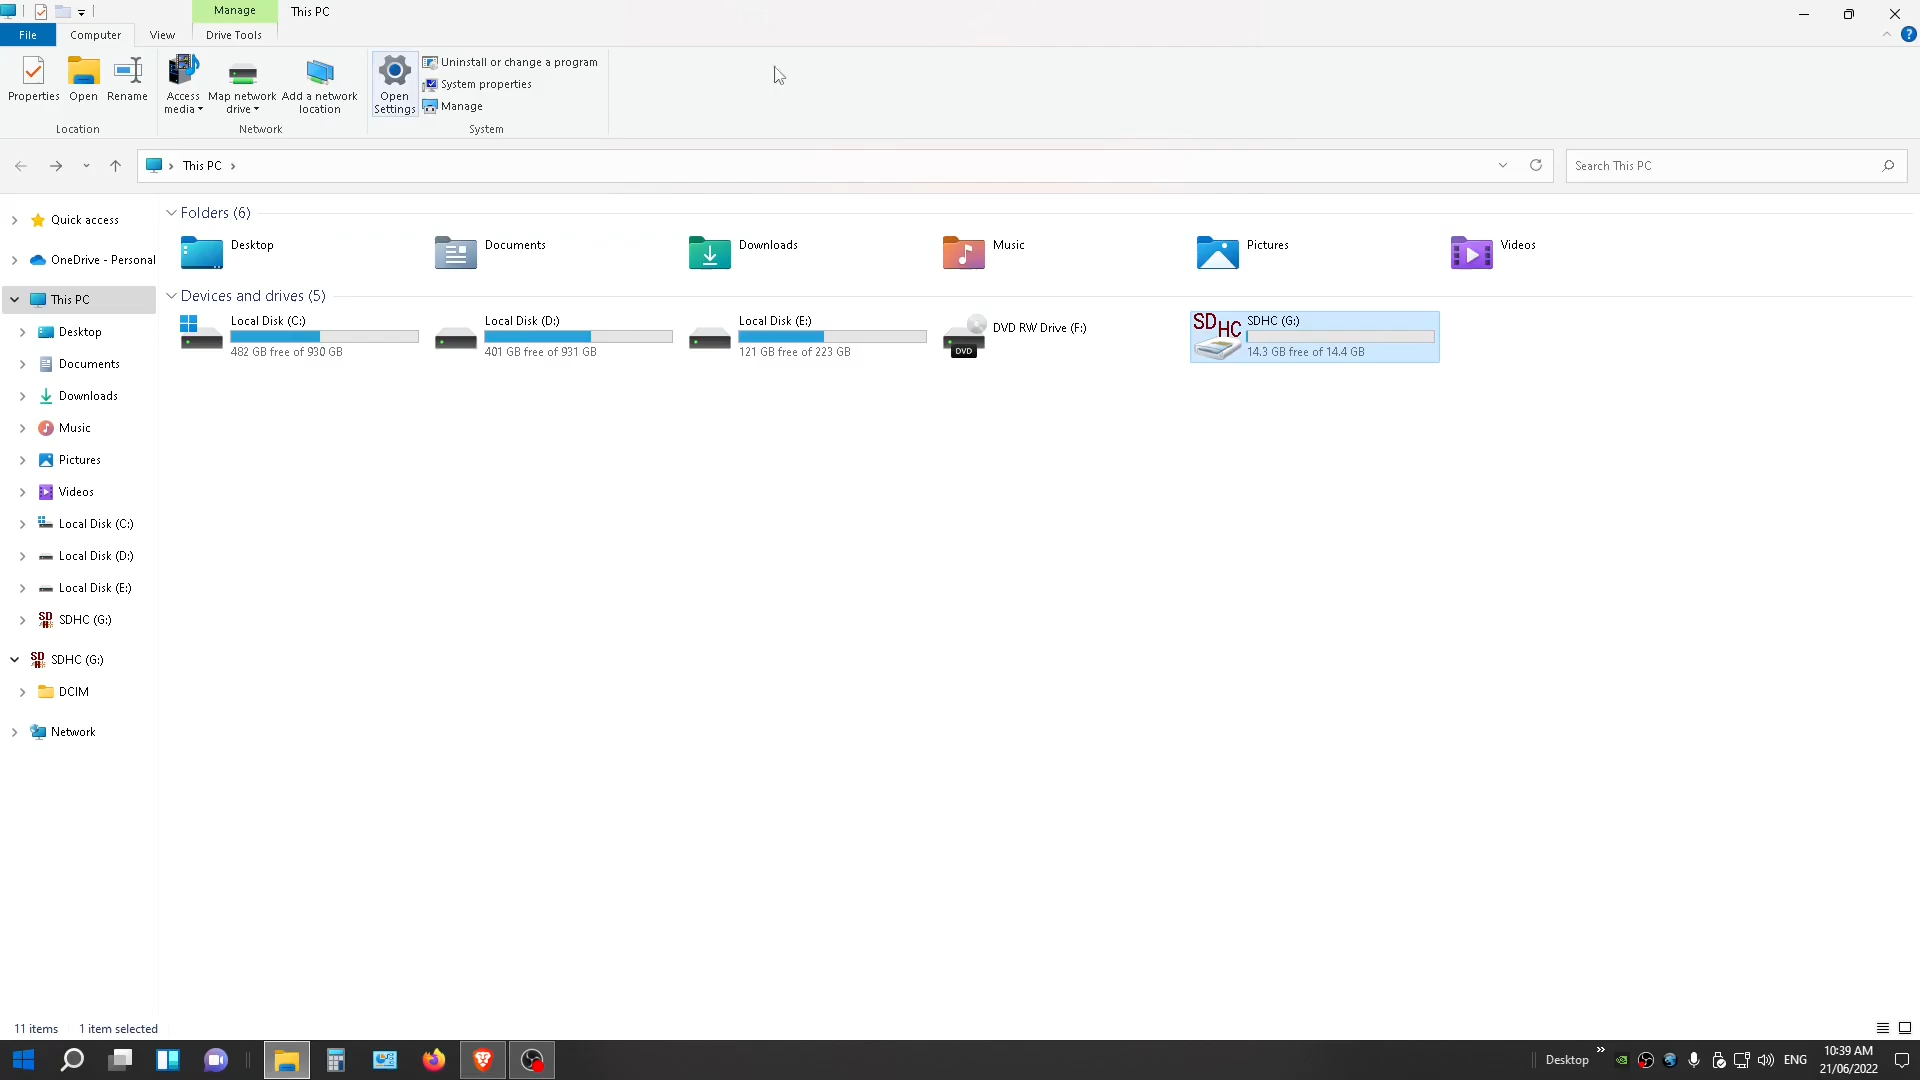 Manage
This PC
File
Computer
View
Drive Tools
Properties
Open
Rename
Access media
Map network drive
Add a network location
Open Settings
Uninstall or change a program
System properties
Manage
Location
Network
System
This PC
Search This PC
Quick access
OneDrive - Personal
This PC
Desktop
Documents
Downloads
Music
Pictures
Videos
Local Disk (C:)
Local Disk (D:)
Local Disk (E:)
SDHC (G:)
SDHC (G:)
DCIM
Network
Folders (6)
Desktop
Documents
Downloads
Music
Pictures
Videos
Devices and drives (5)
Local Disk (C:)
482 GB free of 930 GB
Local Disk (D:)
401 GB free of 931 GB
Local Disk (E:)
121 GB free of 223 GB
DVD
DVD RW Drive (F:)
SDHC
SDHC (G:)
14.3 GB free of 14.4 GB
11 items
1 item selected
Desktop
ENG
10:39 AM
21/06/2022